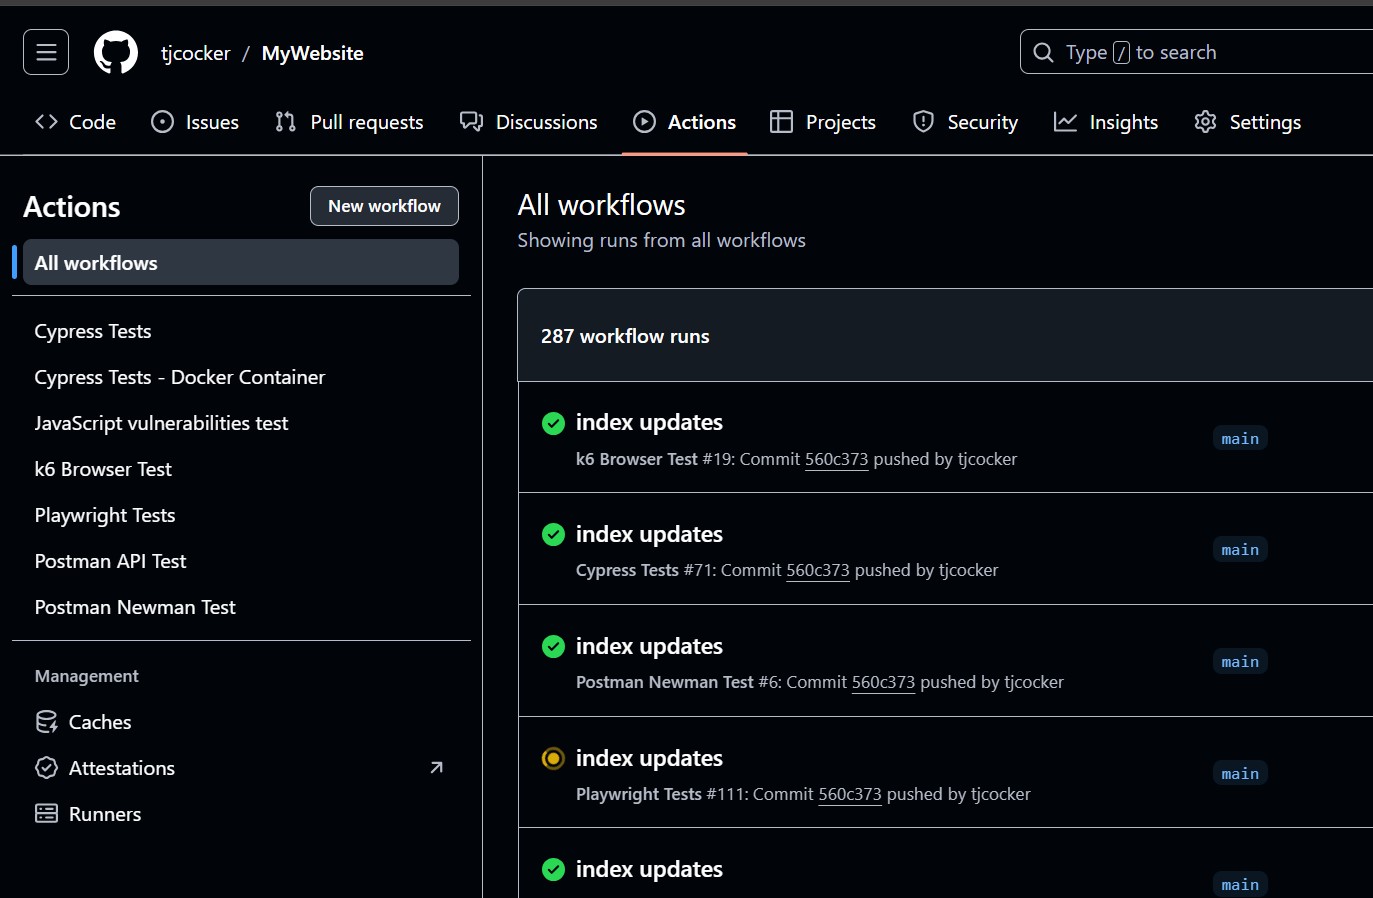 tjcocker / MyWebsite
Type / to search
Code Issues Pull requests Discussions Actions Projects Security Insights Settings
Actions
New workflow
All workflows
Cypress Tests
Cypress Tests - Docker Container
JavaScript vulnerabilities test
k6 Browser Test
Playwright Tests
Postman API Test
Postman Newman Test
Management
Caches
Attestations
Runners
All workflows
Showing runs from all workflows
287 workflow runs
index updates
k6 Browser Test #19: Commit 560c373 pushed by tjcocker
main
index updates
Cypress Tests #71: Commit 560c373 pushed by tjcocker
main
index updates
Postman Newman Test #6: Commit 560c373 pushed by tjcocker
main
index updates
Playwright Tests #111: Commit 560c373 pushed by tjcocker
main
index updates
main